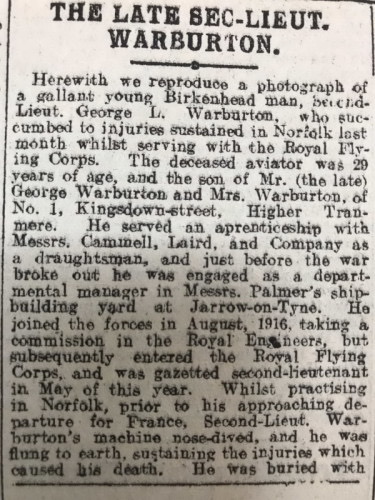 THE LATE SEC-LIEUT.
WARBURTON.
Herewith we reproduce a photograph of
a gallant young Birkenhead man, Second-
Lieut. George L. Warburton, who suc-
cumbed to injuries sustained in Norfolk last
month whilst serving with the Royal Fly-
ing Corps. The deceased aviator was 29
years of age, and the son of Mr. (the late)
George Warburton and Mrs. Warburton, of
No. 1, Kingsdown-street, Higher Tran-
mere. He served an apprenticeship with
Messrs. Cammell, Laird, and Company as
a draughtsman, and just before the war
broke out he was engaged as a depart-
mental manager in Messrs. Palmer's ship-
building yard at Jarrow-on-Tyne. He
joined the forces in August, 1916, taking a
commission in the Royal Engineers, but
subsequently entered the Royal Flying
Corps, and was gazetted second-lieutenant
in May of this year. Whilst practising
in Norfolk, prior to his approaching de-
parture for France, Second-Lieut. War-
burton's machine nose-dived, and he was
flung to earth, sustaining the injuries which
caused his death. He was buried with